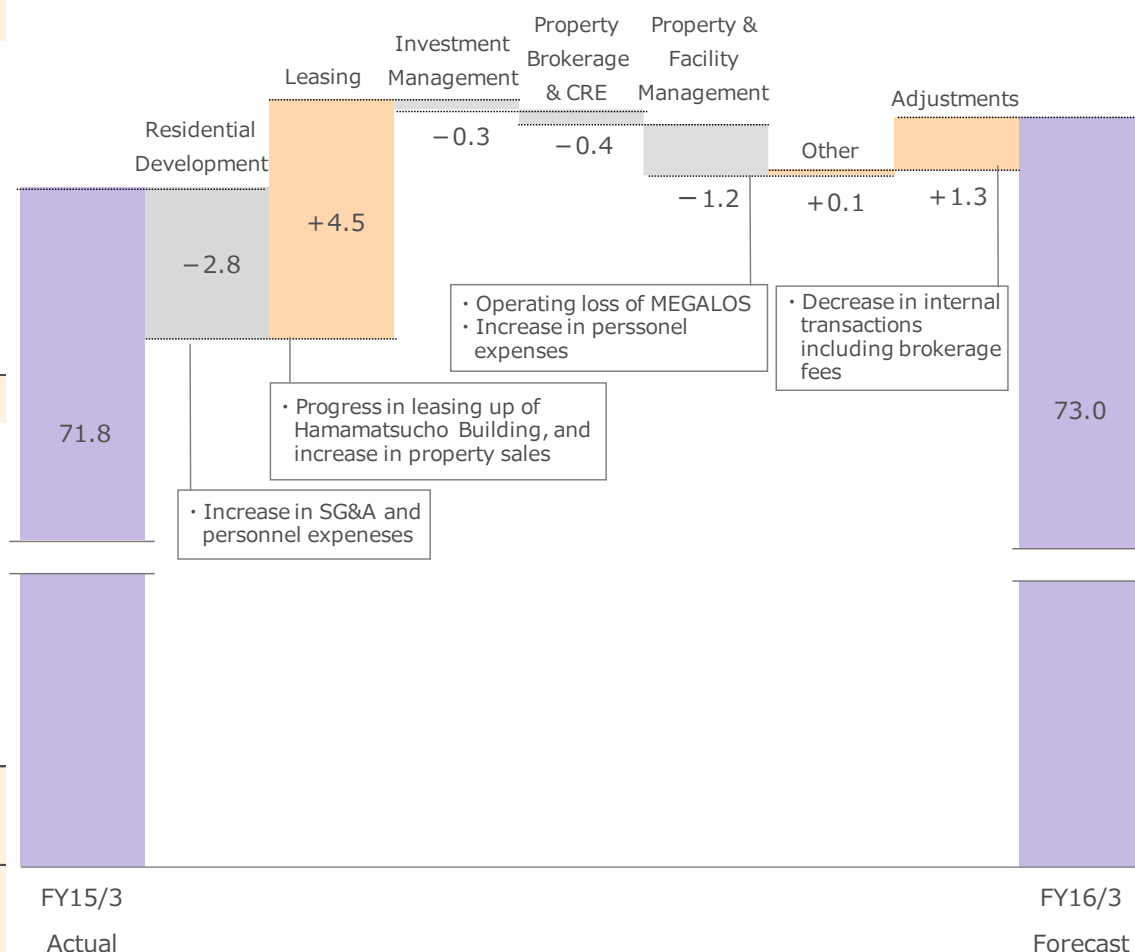 Residential
Development
Leasing
Investment
Management
Property
Brokerage
& CRE
Property &
Facility
Management
Other
Adjustments
71.8
−2.8
+4.5
−0.3
−0.4
−1.2
+0.1
+1.3
73.0
・Increase in SG&A and
personnel expeneses
・Progress in leasing up of
Hamamatsucho Building, and
increase in property sales
・Operating loss of MEGALOS
・Increase in perssonel
expenses
・Decrease in internal
transactions
including brokerage
fees
FY15/3
Actual
FY16/3
Forecast